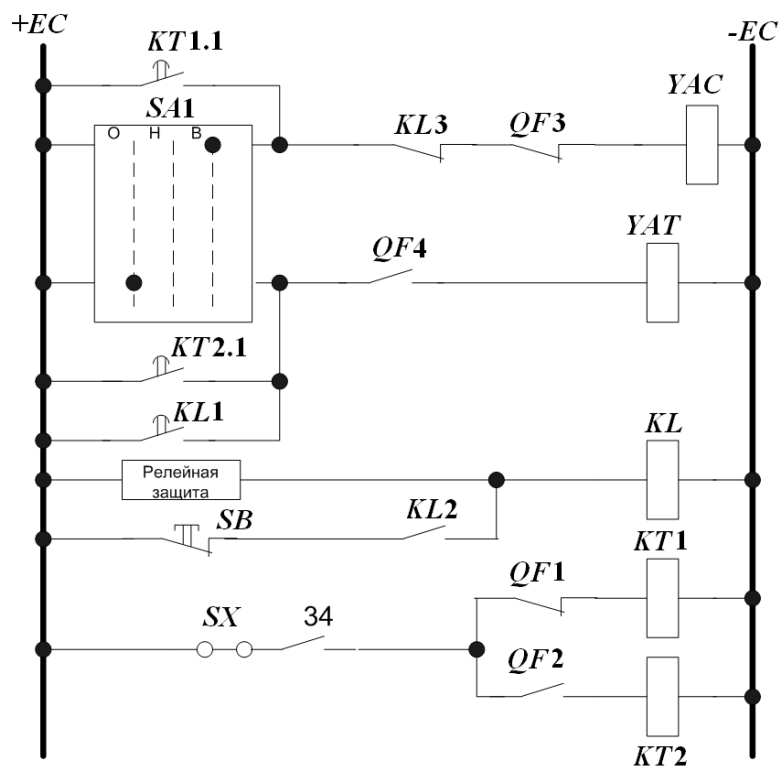 +EC
-EC
KT1.1
YAC
SA1
О Н В
KL3
QF3
YAT
QF4
KT2.1
KL1
KL
Релейная
защита
SB
KL2
KT1
QF1
SX
34
QF2
KT2